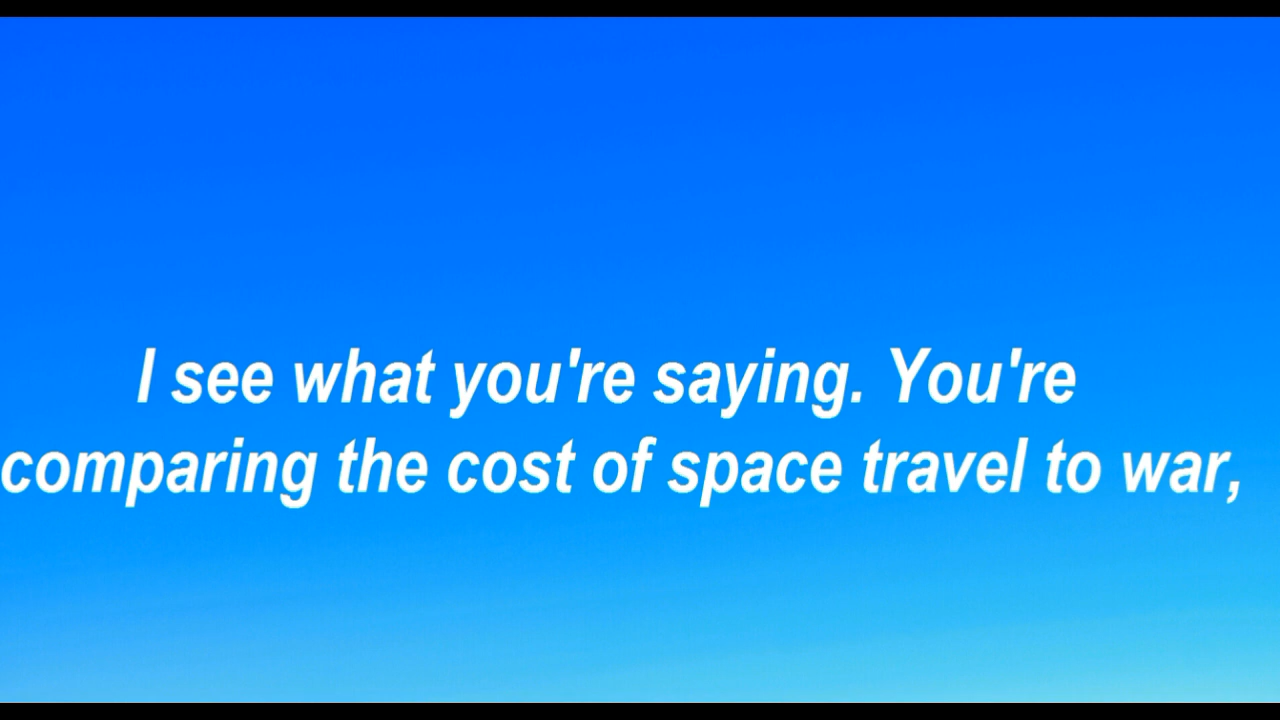 I see what you're saying. You're
comparing the cost of space travel to war,